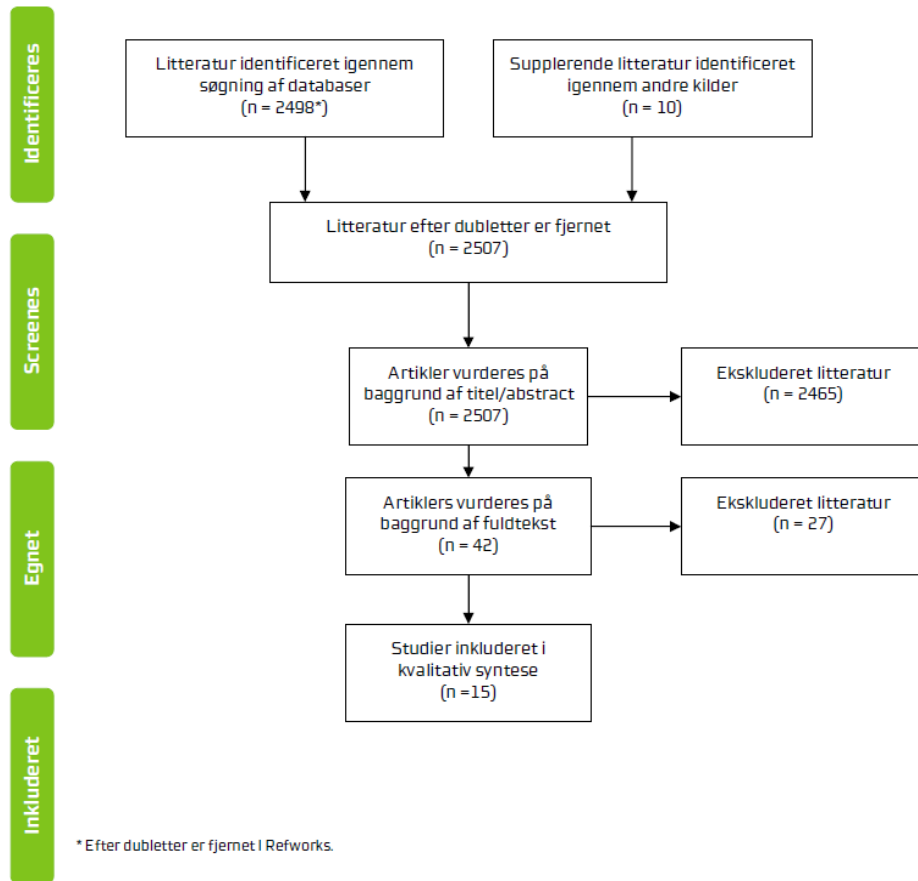 Identificeres
Litteratur identificeret igennem
søgning af databaser
(n = 2498*)
Supplerende litteratur identificeret
igennem andre kilder
(n = 10)
Litteratur efter dubletter er fjernet
(n = 2507)
Screenes
Artikler vurderes på
baggrund af titel/abstract
(n = 2507)
Ekskluderet litteratur
(n = 2465)
Egnet
Artiklers vurderes på
baggrund af fuldtekst
(n = 42)
Ekskluderet litteratur
(n = 27)
Studier inkluderet i
kvalitativ syntese
(n =15)
Inkluderet
* Efter dubletter er fjernet I Refworks.